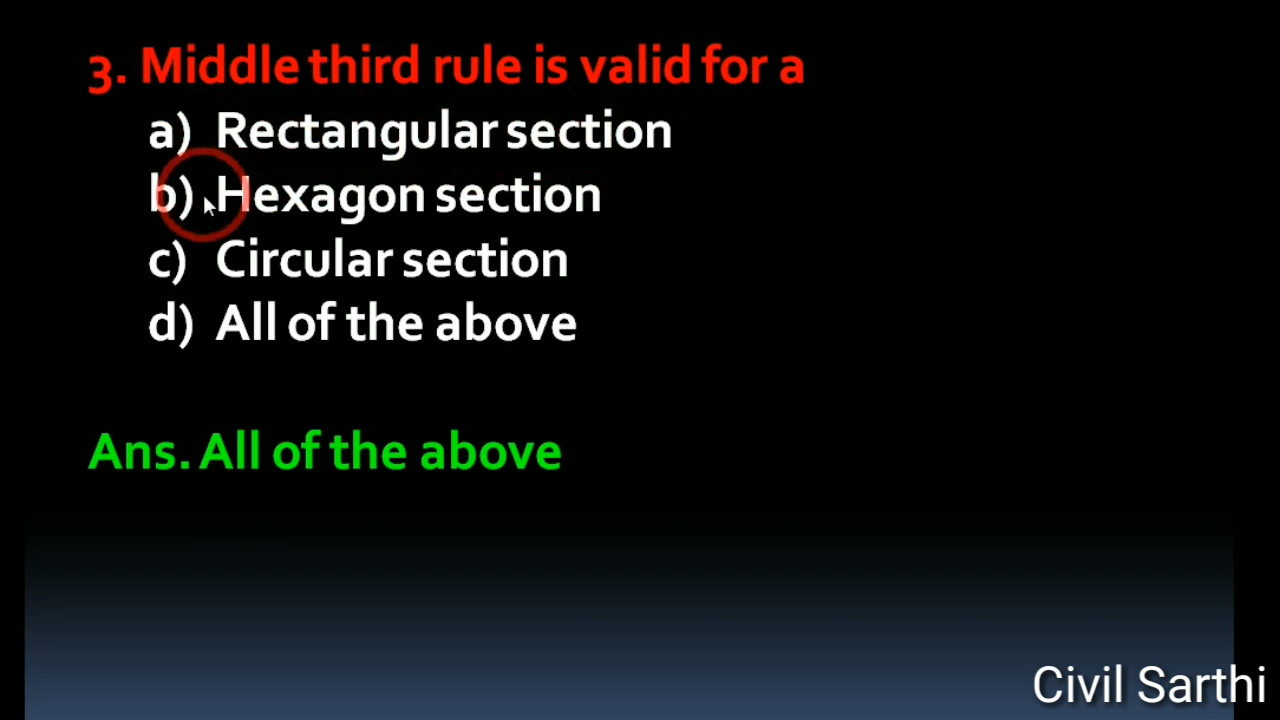 3. Middle third rule is valid for a
a) Rectangular section
b) Hexagon section
c) Circular section
d) All of the above
Ans. All of the above
Civil Sarthi